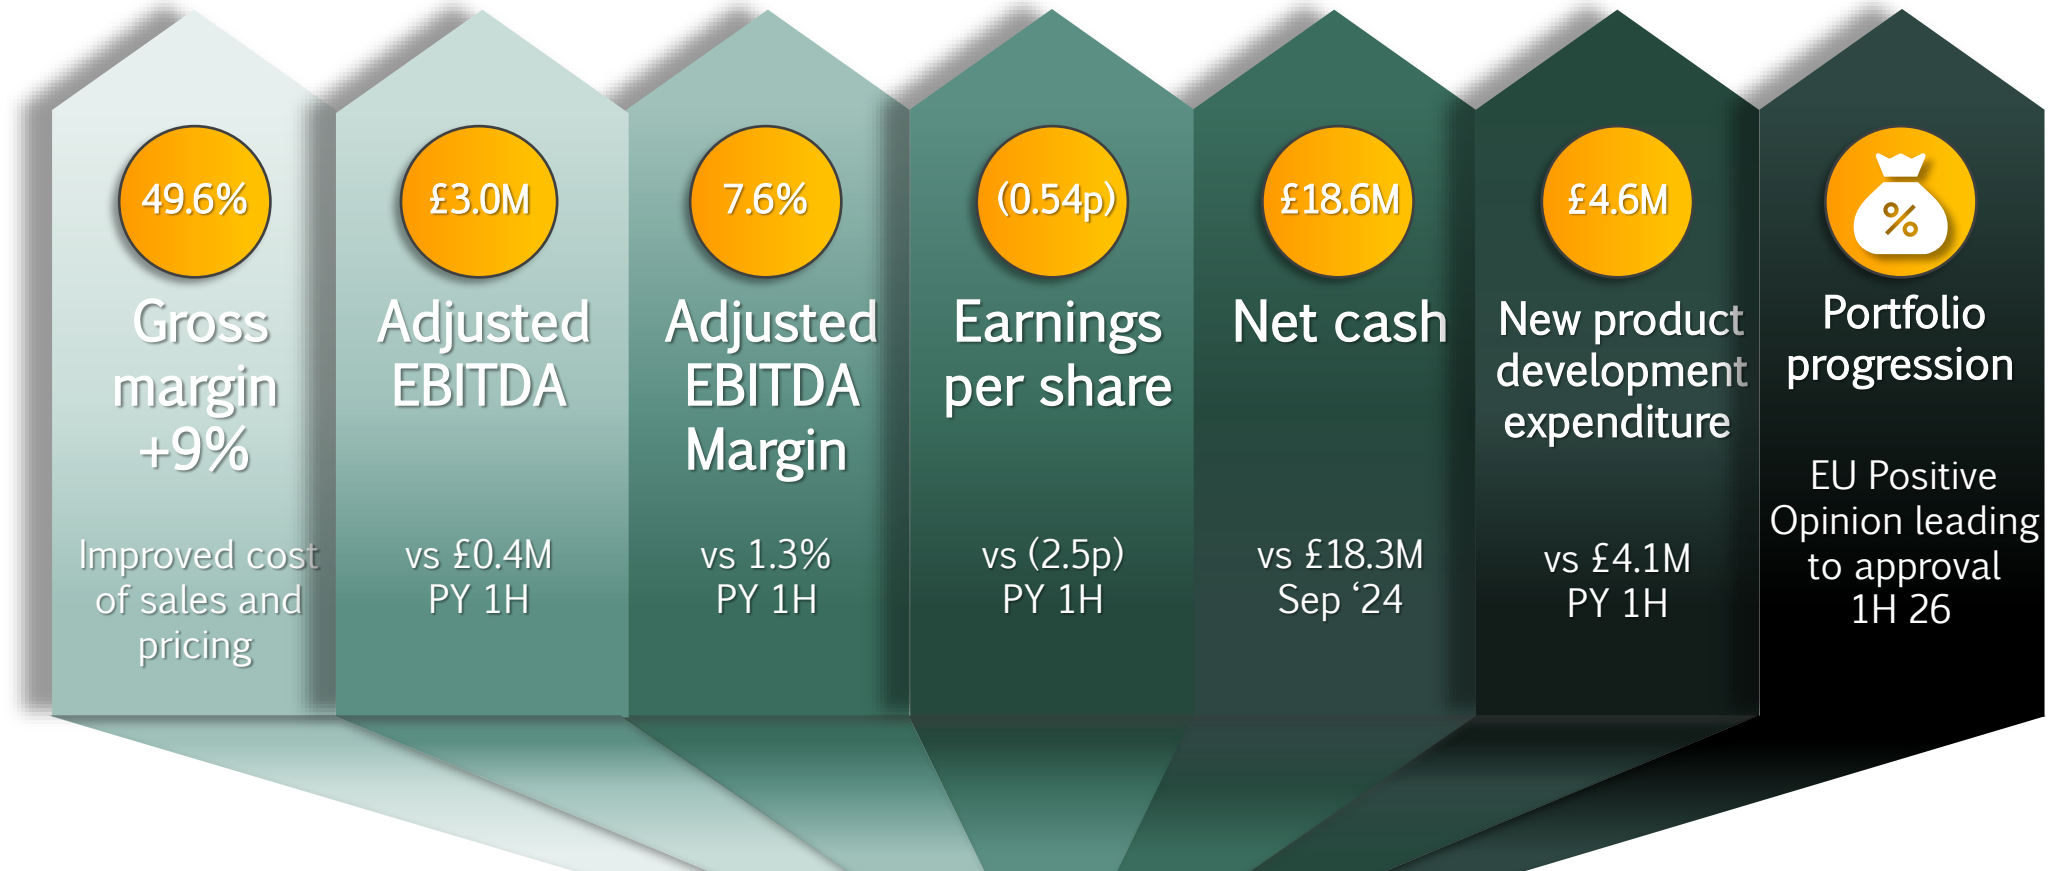 49.6%
Gross
margin
+9%
Improved cost
of sales and
pricing
£3.0M
Adjusted
EBITDA
vs £0.4M
PY 1H
7.6%
Adjusted
EBITDA
Margin
vs 1.3%
PY 1H
(0.54p)
Earnings
per share
vs (2.5p)
PY 1H
£18.6M
Net cash
vs £18.3M
Sep ‘24
£4.6M
New product
development
expenditure
vs £4.1M
PY 1H
%
Portfolio
progression
EU Positive
Opinion leading
to approval
1H 26